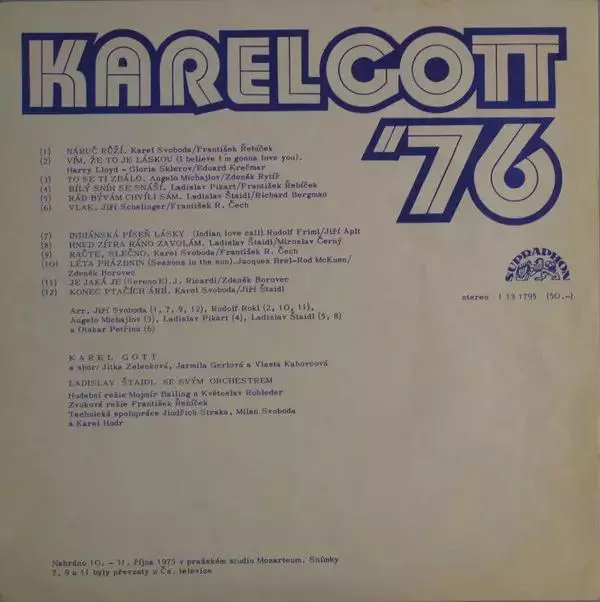 KAREL GOTT
'76
(1) NÁRUČ RŮŽÍ. Karel Svoboda/František Řebíček
(2) VÍM, ŽE TO JE LÁSKOU (I believe I m gonna love you).
Harry Lloyd - Gloria Sklerov/Eduard Krečmar
(3) TO SE TI ZDÁLO. Angelo Michajlov/Zdeněk Rytíř
(4) BÍLÝ SNÍH SE SNÁŠÍ. Ladislav Pikart/František Řebíček
(5) RÁD BÝVÁM CHVÍLI SÁM. Ladislav Štaidl/Richard Bergman
(6) VLAK. Jiří Schelinger/František R. Čech
(7) INDIÁNSKÁ PÍSEŇ LÁSKY (Indian love call) Rudolf Friml/Jiří Aplt
(8) HNED ZÍTRA RÁNO ZAVOLÁM. Ladislav Štaidl/Miroslav Černý
(9) RAČTE, SLEČNO. Karel Svoboda/František R. Čech
(10) LÉTA PRÁZDNIN (Seasons in the sun). Jacques Brel-Rod McKuen/
Zdeněk Borovec
(11) JE JAKÁ JE (Sereno E). J. Ricardi/Zdeněk Borovec
(12) KONEC PTAČÍCH ÁRIÍ. Karel Svoboda/Jiří Štaidl
SUPRAPHON
stereo 1 13 1795 (50.-)
Arr. Jiří Svoboda (1, 7, 9, 12), Rudolf Rokl (2, 10, 11),
Angelo Michajlov (3), Ladislav Pikart (4), Ladislav Štaidl (5, 8)
a Otakar Petřina (6)
KAREL GOTT
a sbor: Jitka Zelenková, Jarmila Gerlová a Vlasta Kahovcová
LADISLAV ŠTAIDL SE SVÝM ORCHESTREM
Hudební režie Mojmír Balling a Květoslav Rohleder
Zvuková režie František Řebíček
Technická spolupráce Jindřich Straka, Milan Svoboda
a Karel Hodr
Nahráno 10. - 31. října 1975 v pražském studiu Mozarteum. Snímky
7, 9 a 11 byly převzaty z Čs. televize